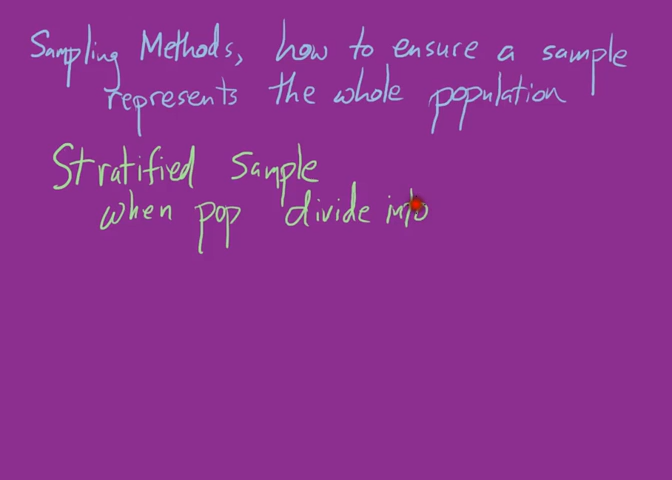 Sampling Methods, how to ensure a sample
represents the whole population
Stratified Sample
when pop divide into